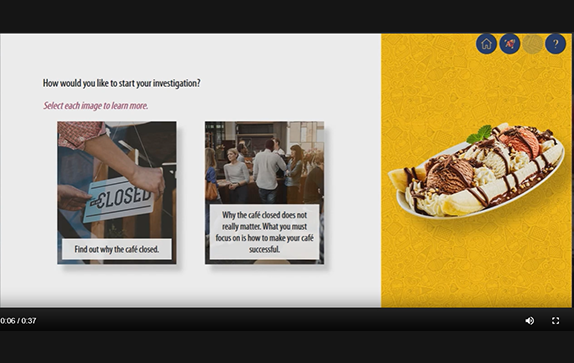 How would you like to start your investigation?
Select each image to learn more.
CLOSED
Find out why the café closed.
Why the café closed does not
really matter. What you must
focus on is how to make your café
successful.
?
0:06 / 0:37